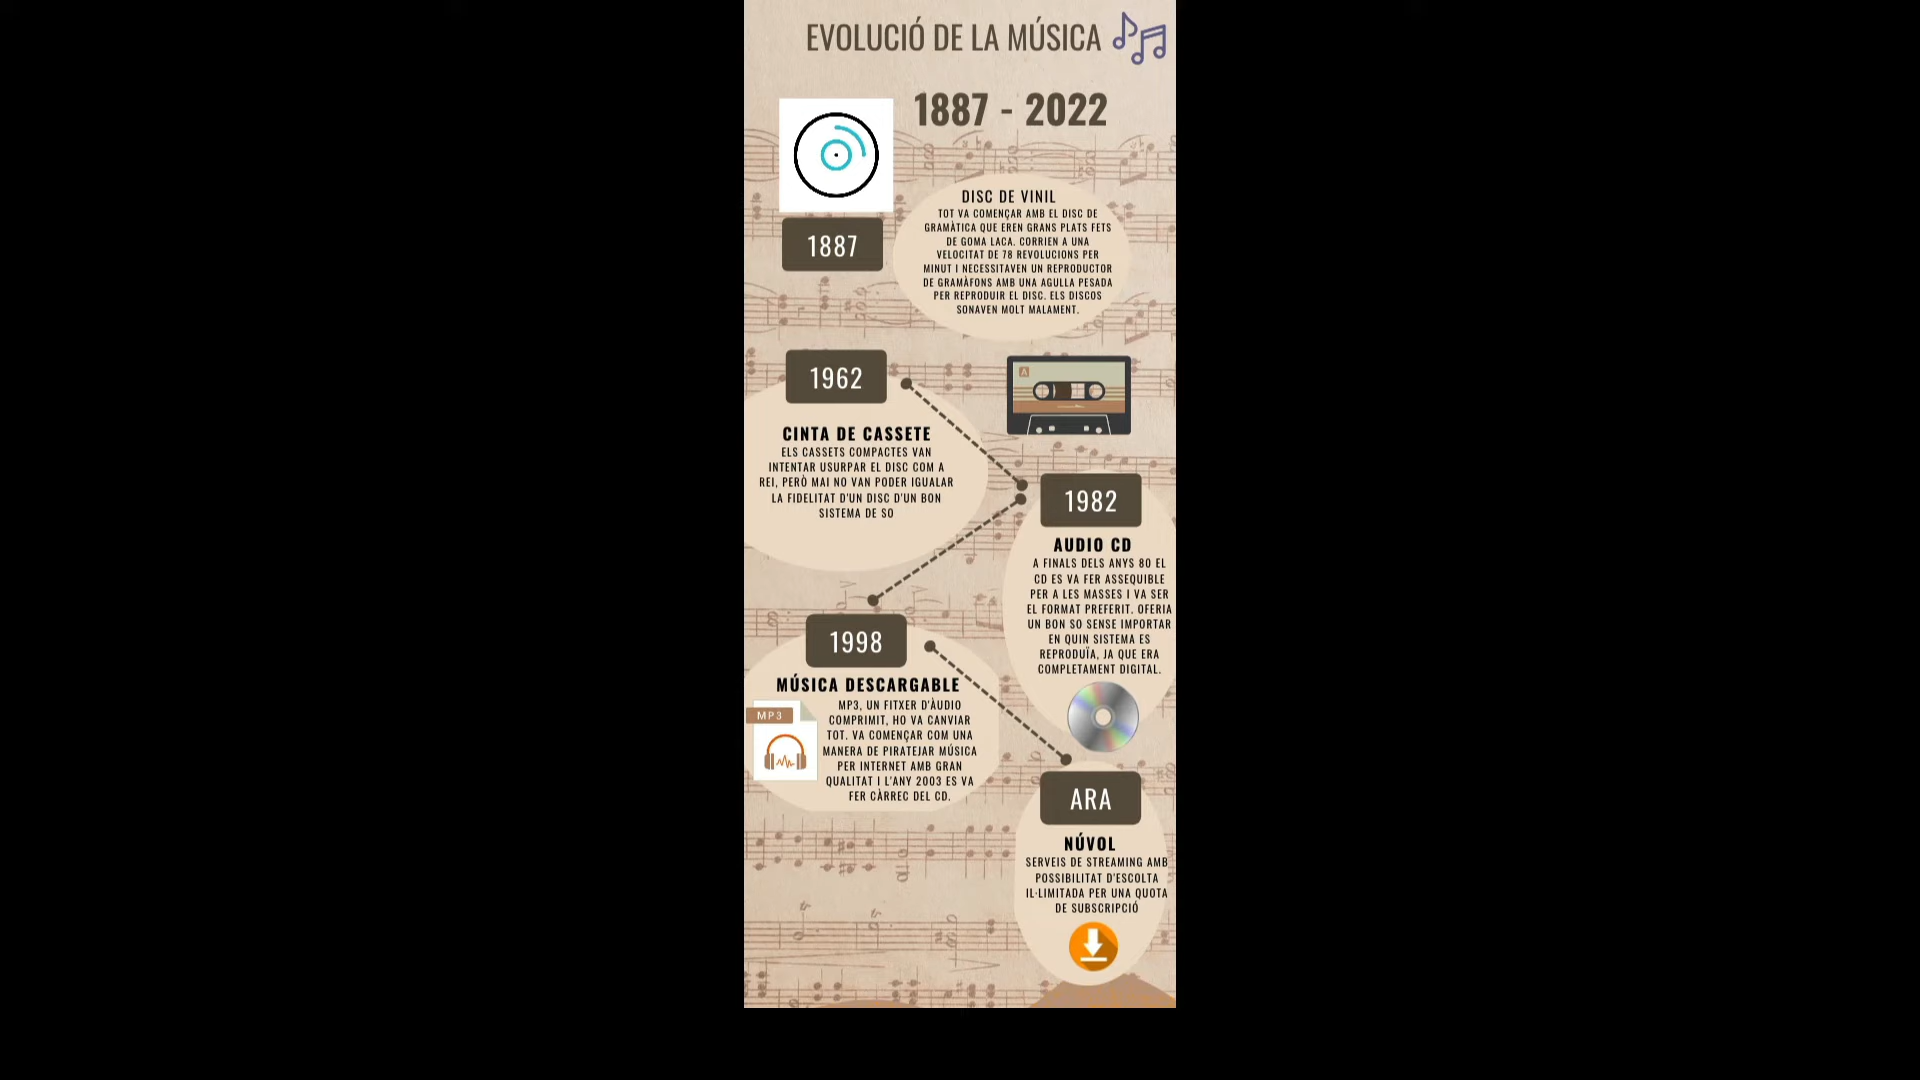 EVOLUCIÓ DE LA MÚSICA
1887 - 2022
1887
DISC DE VINIL
TOT VA COMENÇAR AMB EL DISC DE
GRAMÀTICA QUE EREN GRANS PLATS FETS
DE GOMA LACA. CORRIEN A UNA
VELOCITAT DE 78 REVOLUCIONS PER
MINUT I NECESSITAVEN UN REPRODUCTOR
DE GRAMÀFONS AMB UNA AGULLA PESADA
PER REPRODUIR EL DISC. ELS DISCOS
SONAVEN MOLT MALAMENT.
1962
A
CINTA DE CASSETE
ELS CASSETS COMPACTES VAN
INTENTAR USURPAR EL DISC COM A
REI, PERÒ MAI NO VAN PODER IGUALAR
LA FIDELITAT D'UN DISC D'UN BON
SISTEMA DE SO
1982
AUDIO CD
A FINALS DELS ANYS 80 EL
CD ES VA FER ASSEQUIBLE
PER A LES MASSES I VA SER
EL FORMAT PREFERIT. OFERIA
UN BON SO SENSE IMPORTAR
EN QUIN SISTEMA ES
REPRODUÏA, JA QUE ERA
COMPLETAMENT DIGITAL.
1998
MÚSICA DESCARGABLE
MP3
MP3, UN FITXER D'ÀUDIO
COMPRIMIT, HO VA CANVIAR
TOT. VA COMENÇAR COM UNA
MANERA DE PIRATEJAR MÚSICA
PER INTERNET AMB GRAN
QUALITAT I L'ANY 2003 ES VA
FER CÀRREC DEL CD.
ARA
NÚVOL
SERVEIS DE STREAMING AMB
POSSIBILITAT D'ESCOLTA
IL·LIMITADA PER UNA QUOTA
DE SUBSCRIPCIÓ